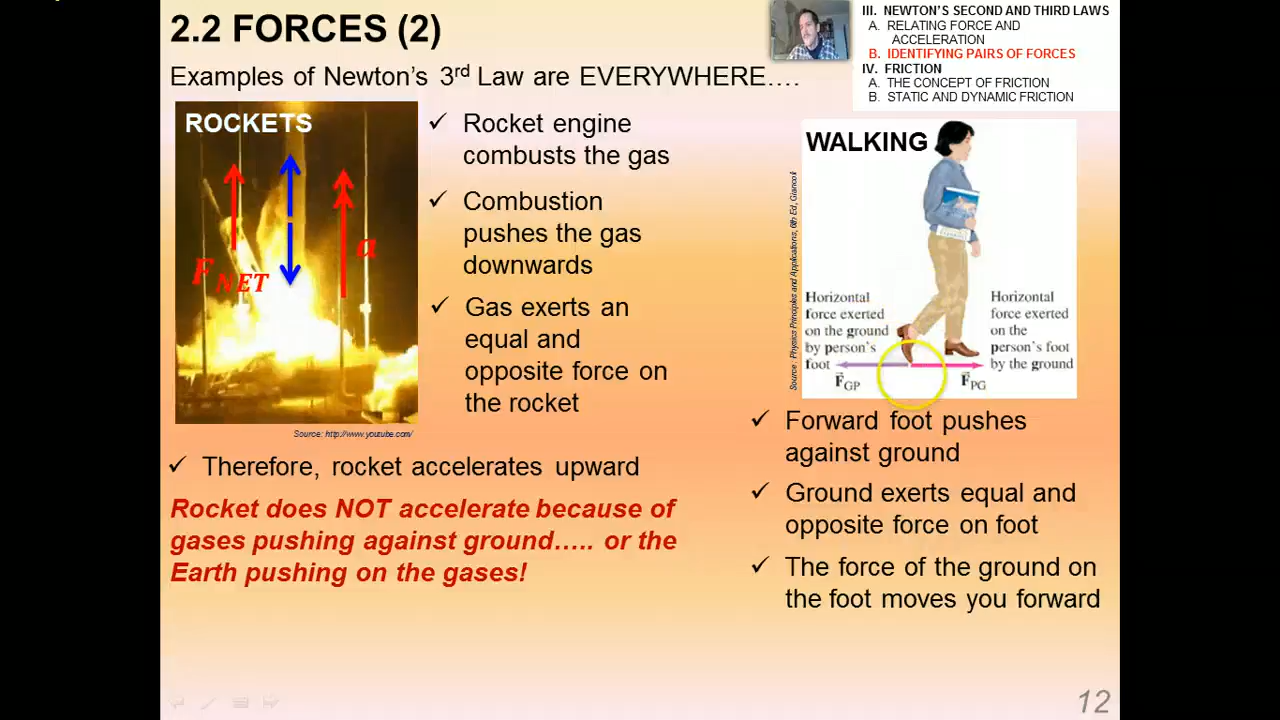 2.2 FORCES (2)
III. NEWTON'S SECOND AND THIRD LAWS
A. RELATING FORCE AND
ACCELERATION
B. IDENTIFYING PAIRS OF FORCES
IV. FRICTION
A. THE CONCEPT OF FRICTION
B. STATIC AND DYNAMIC FRICTION
Examples of Newton's 3rd Law are EVERYWHERE….
ROCKETS
F NET
a
Source: http://www.youtube.com/
✓ Rocket engine
combusts the gas
✓ Combustion
pushes the gas
downwards
✓ Gas exerts an
equal and
opposite force on
the rocket
✓ Therefore, rocket accelerates upward
Rocket does NOT accelerate because of
gases pushing against ground….. or the
Earth pushing on the gases!
WALKING
Source: Physics Principles and Applications, 6th Ed, Giancoli
Horizontal
force exerted
on the ground
by person's
foot
F GP
Horizontal
force exerted
on the
person's foot
by the ground
F PG
✓ Forward foot pushes
against ground
✓ Ground exerts equal and
opposite force on foot
✓ The force of the ground on
the foot moves you forward
12